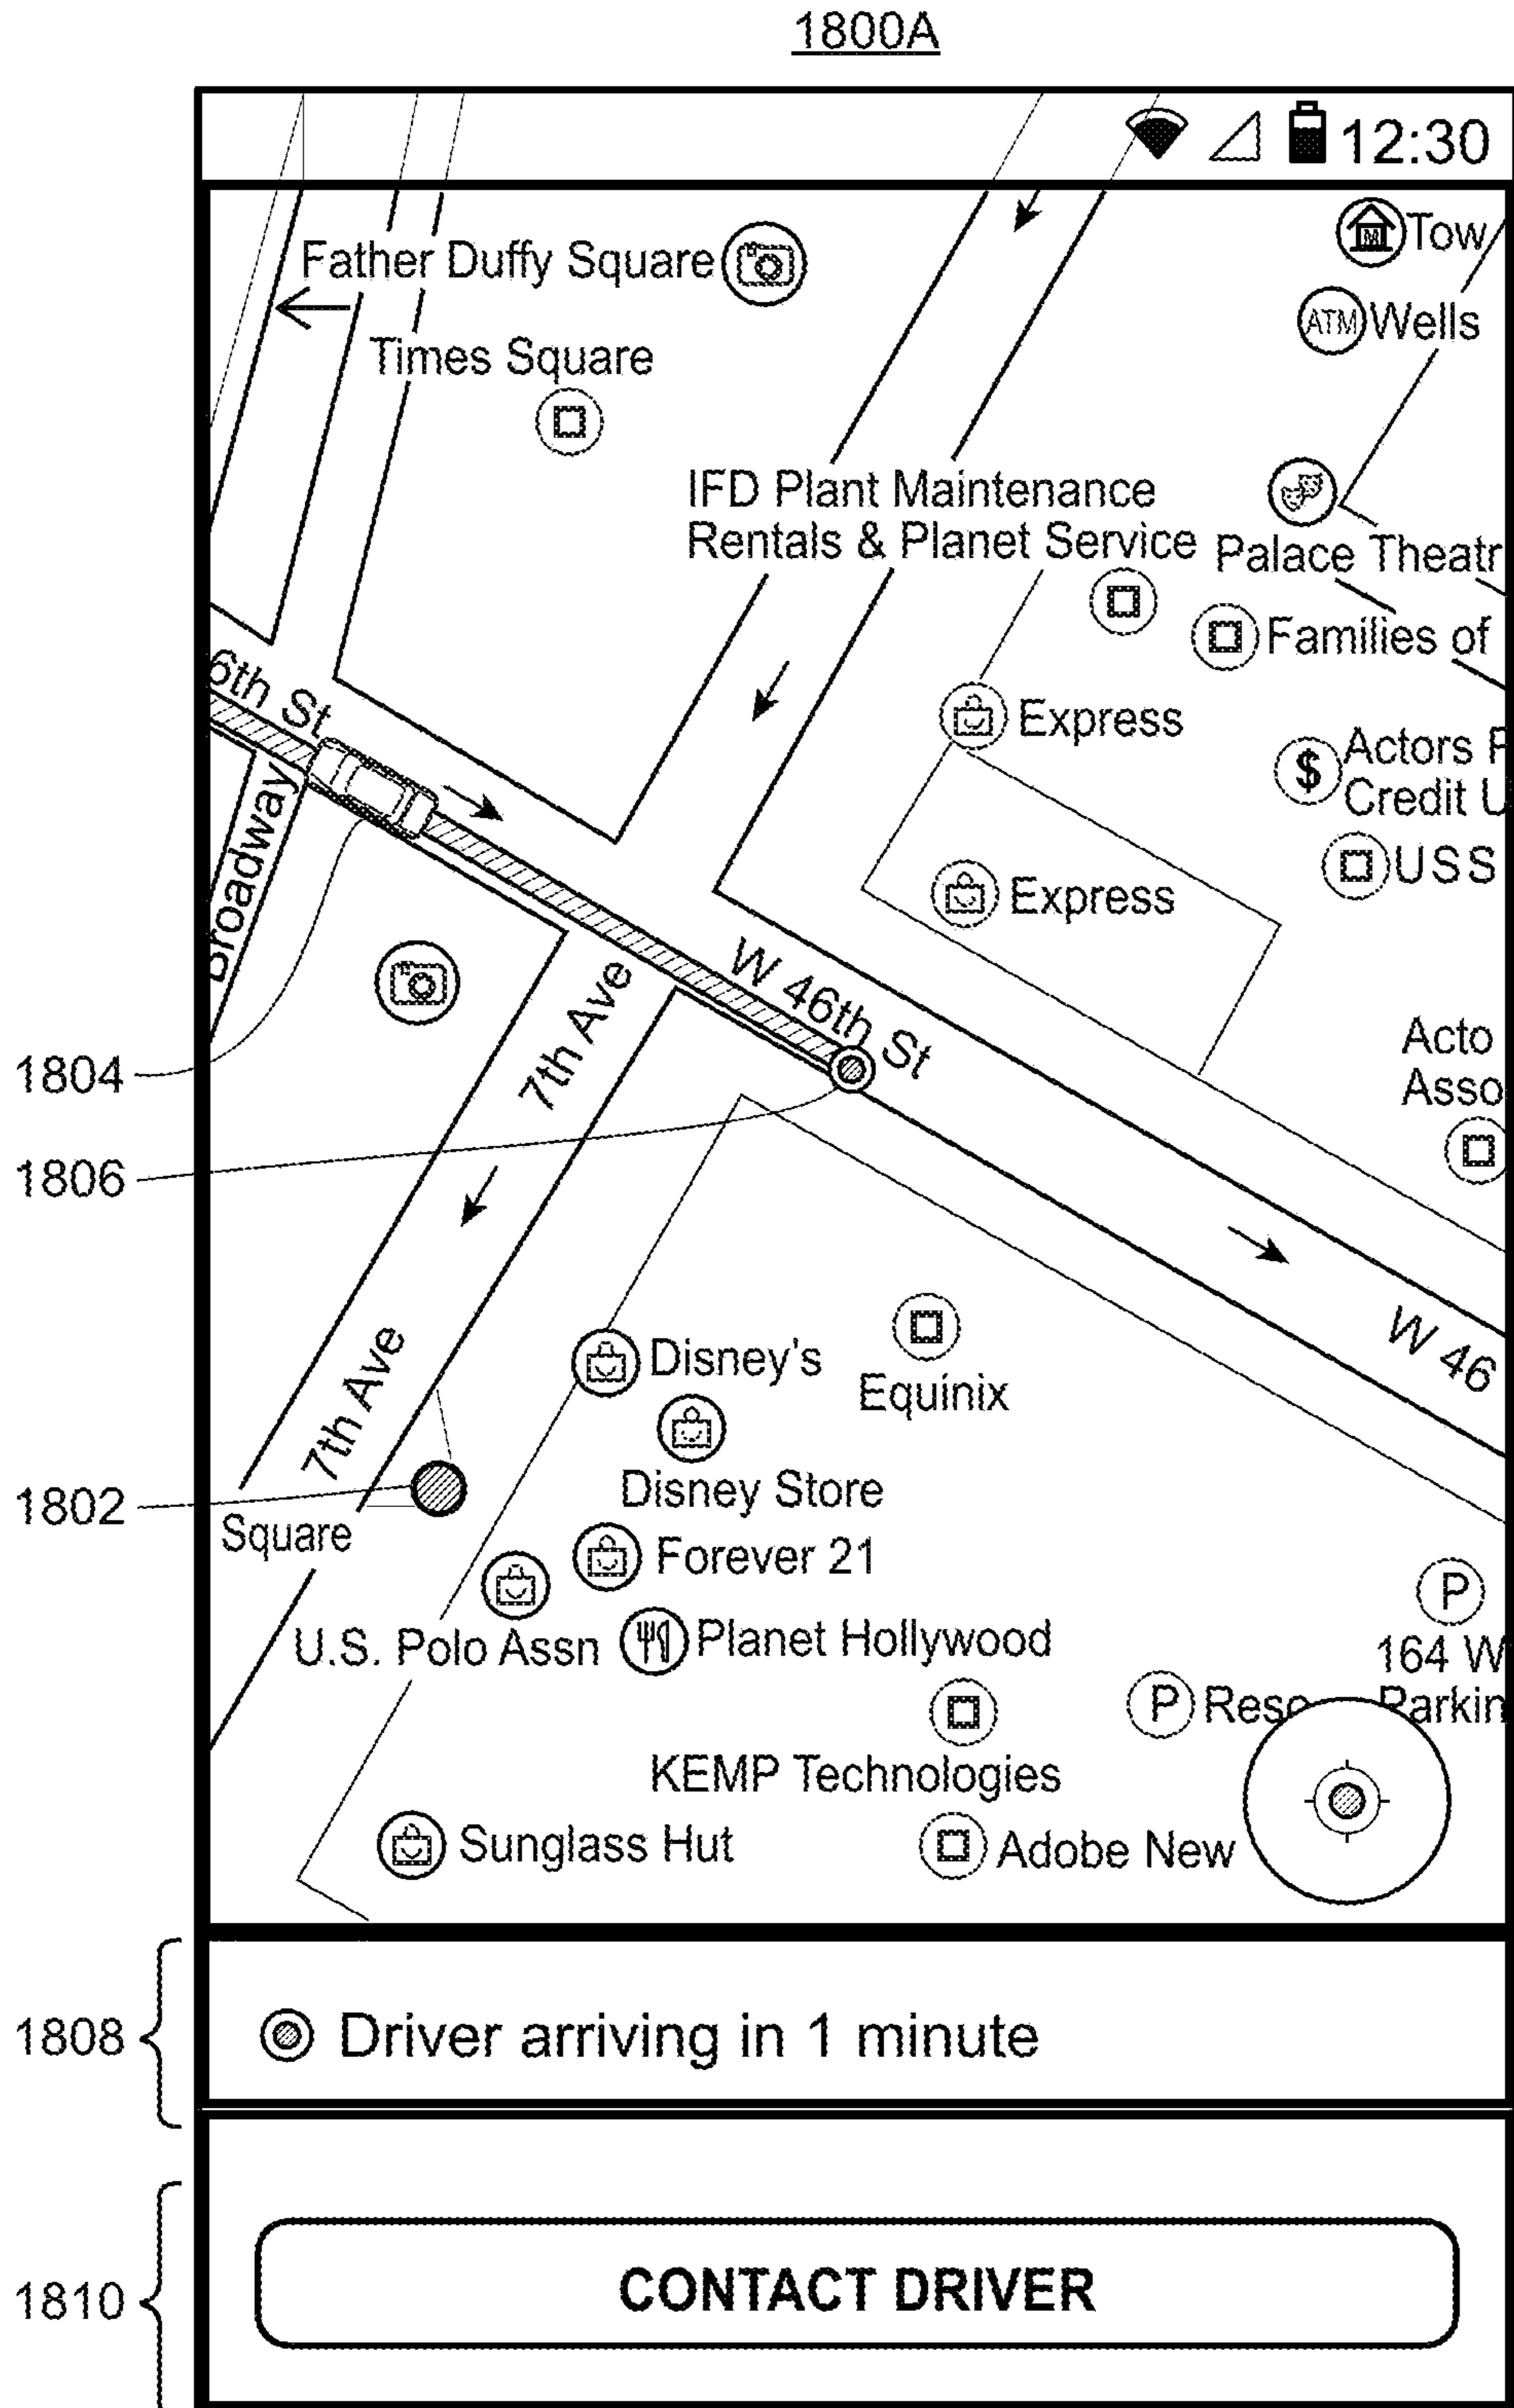 1800A
12:30
Father Duffy Square
Tow
ATM
Wells
Times Square
IFD Plant Maintenance
Rentals & Planet Service
Palace Theatr
Families of
6th St
Express
Actors
$
Credit U
USS
Broadway
Express
W 46th St
7th Ave
Acto
Asso
1804
1806
W 46
7th Ave
Disney's
Equinix
1802
Disney Store
Square
Forever 21
P
U.S. Polo Assn
Planet Hollywood
164 W
P
Reso
Parkin
KEMP Technologies
Sunglass Hut
Adobe New
1808
Driver arriving in 1 minute
1810
CONTACT DRIVER